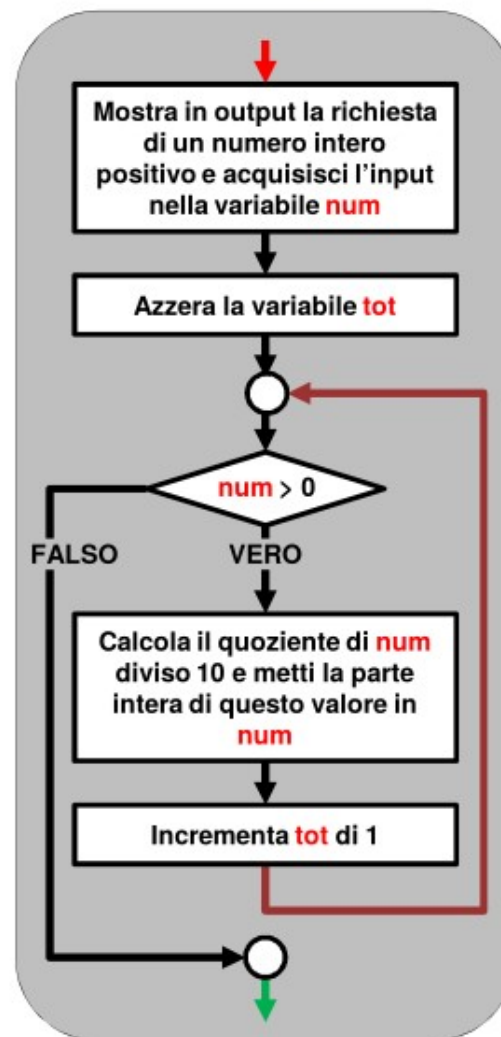 Mostra in output la richiesta
di un numero intero
positivo e acquisisci l'input
nella variabile num
Azzera la variabile tot
num > 0
FALSO
VERO
Calcola il quoziente di num
diviso 10 e metti la parte
intera di questo valore in
num
Incrementa tot di 1